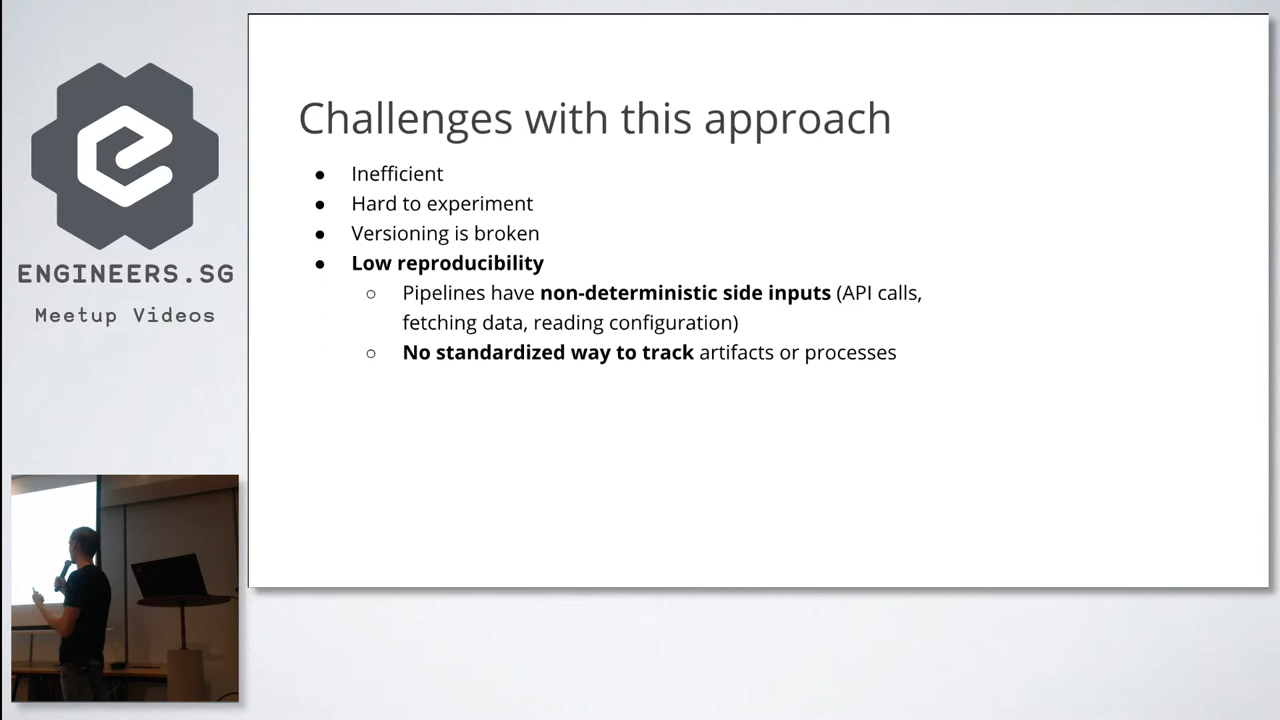 ENGINEERS.SG
Meetup Videos
Challenges with this approach
● Inefficient
● Hard to experiment
● Versioning is broken
● Low reproducibility
○ Pipelines have non-deterministic side inputs (API calls,
fetching data, reading configuration)
○ No standardized way to track artifacts or processes